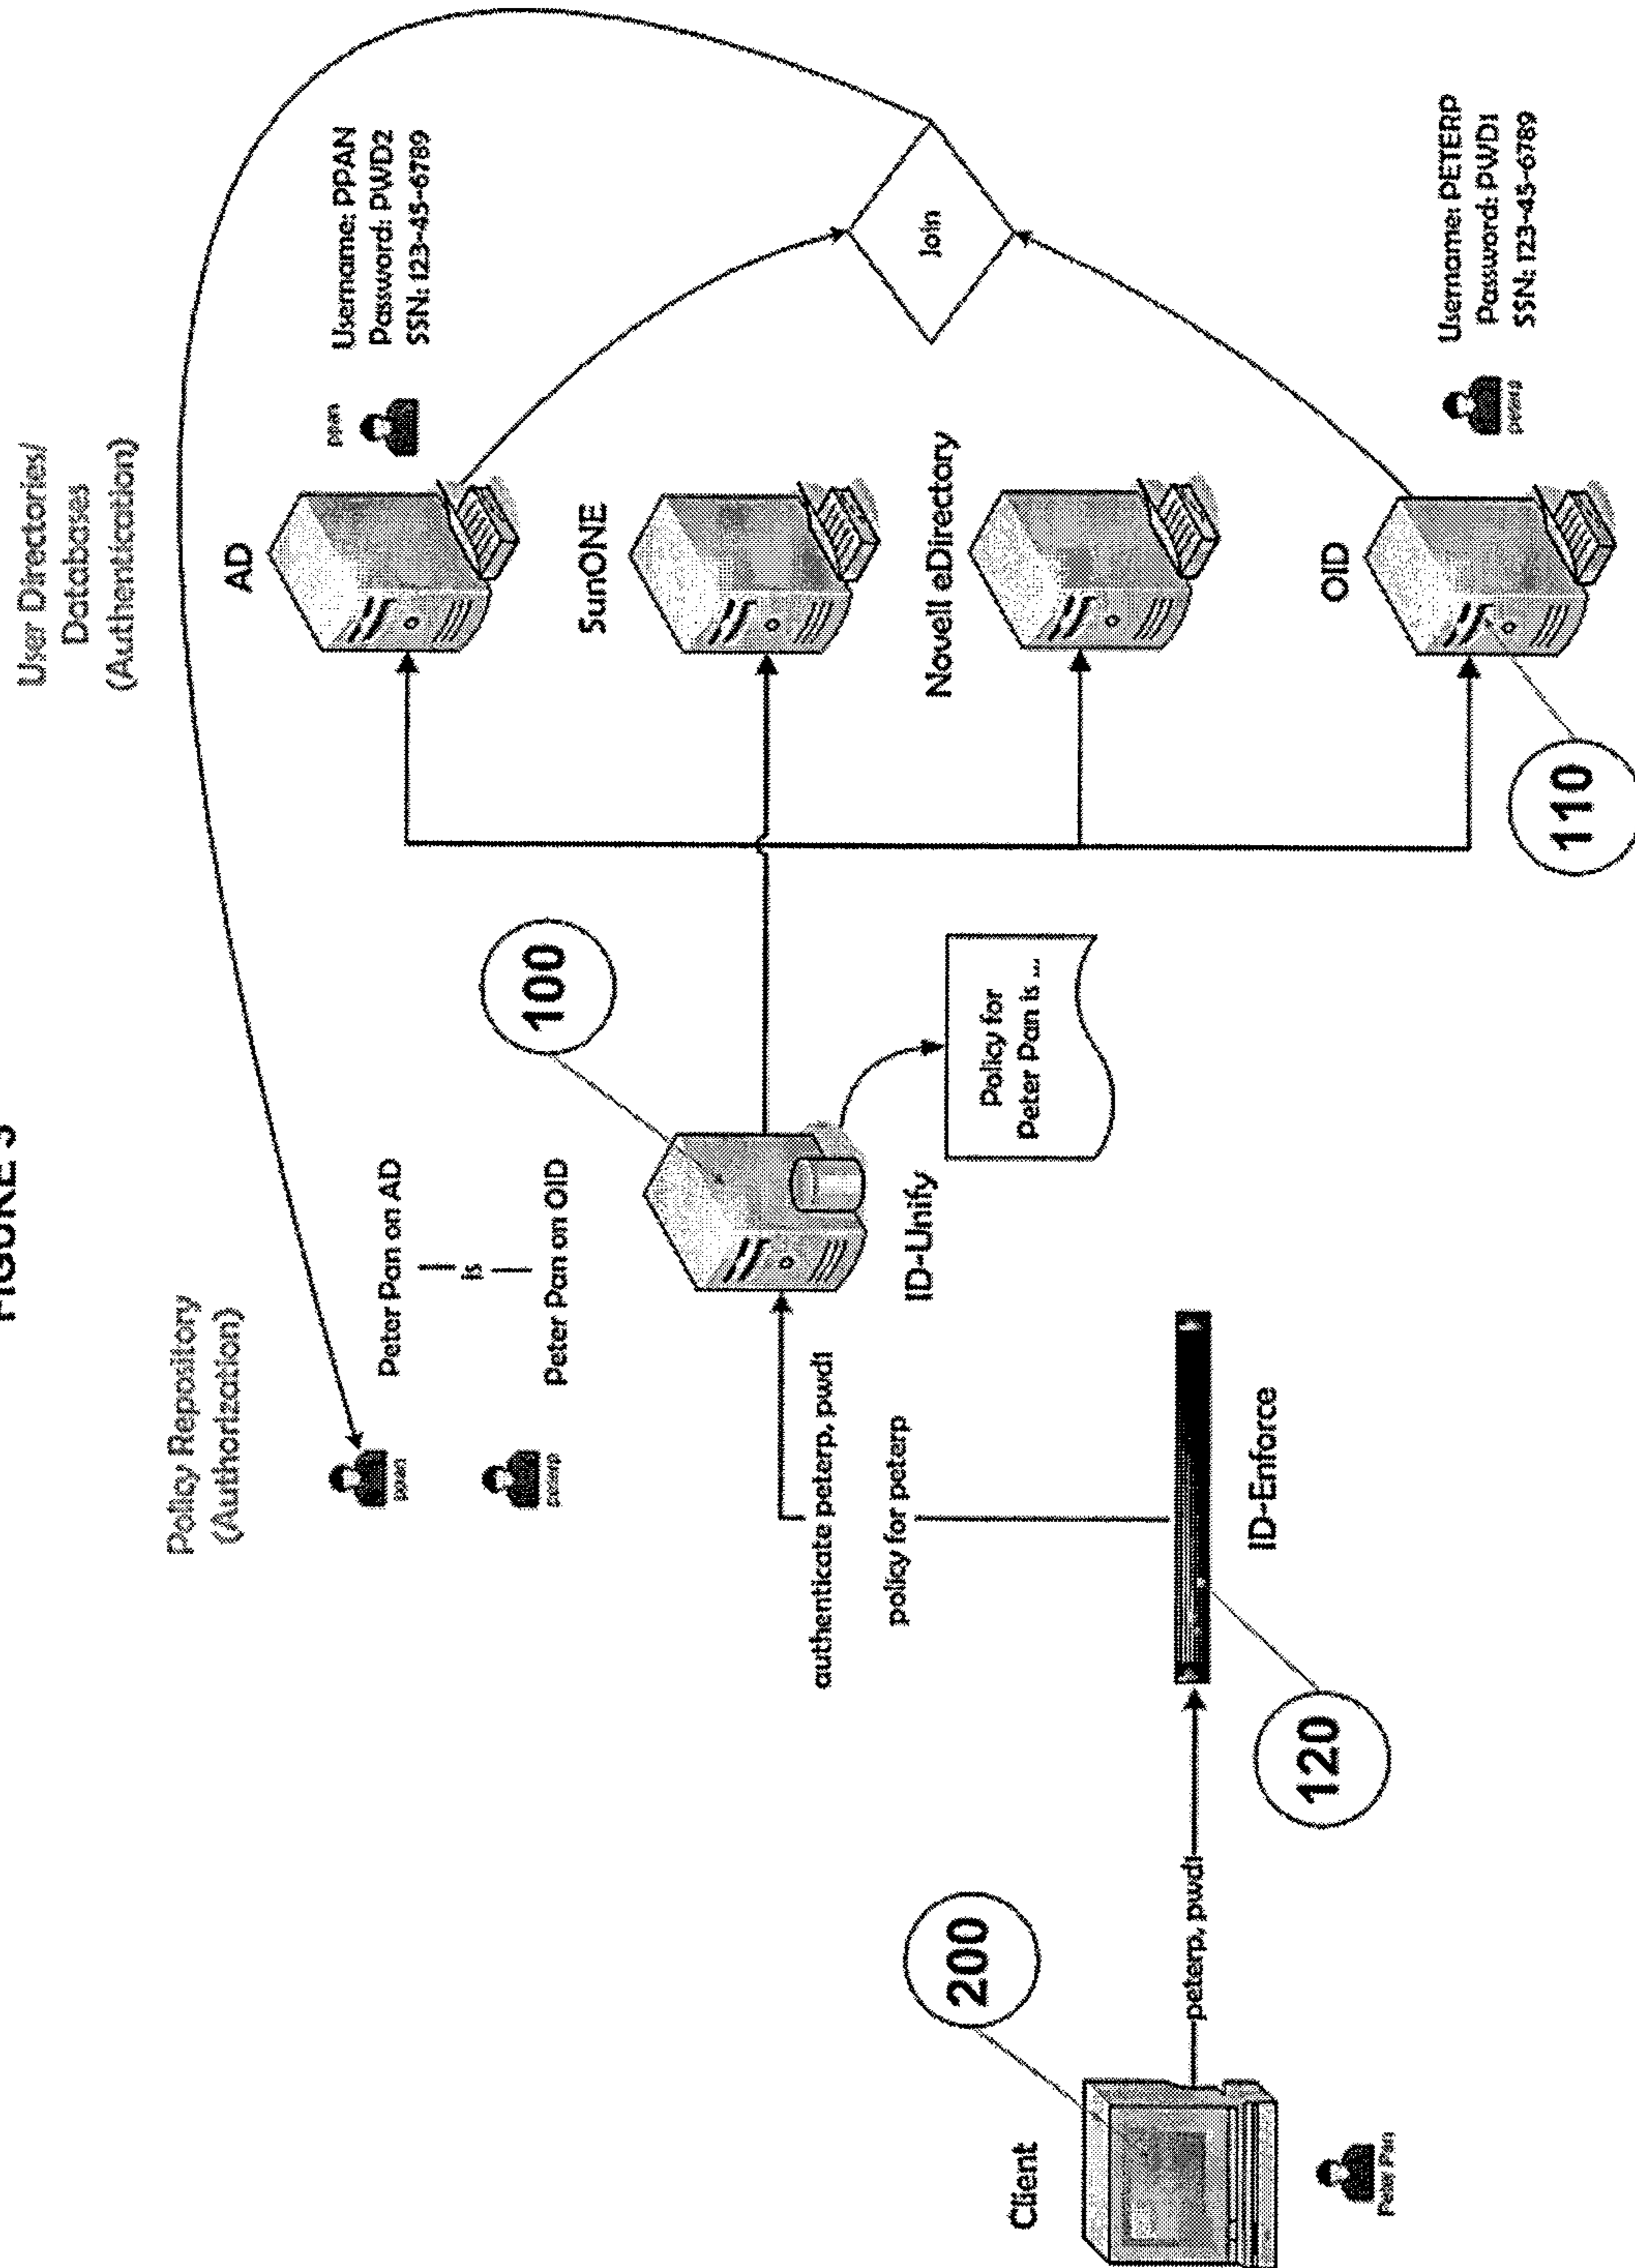 FIGURE
Policy Repository
(Authorization)
User Directories/
Databases
(Authentication)
ppan
Peter Pan on AD
is
peterp
Peter Pan on OID
AD
ppan
Username: PPAN
Password: PWD2
SSN: 123-45-6789
100
SunONE
authenticate peterp, pwd1
policy for peterp
ID-Unify
Policy for
Peter Pan is ...
Novell eDirectory
Join
200
Client
peterp, pwd1
ID-Enforce
120
Peter Pan
OID
110
peterp
Username: PETERP
Password: PWD1
SSN: 123-45-6789